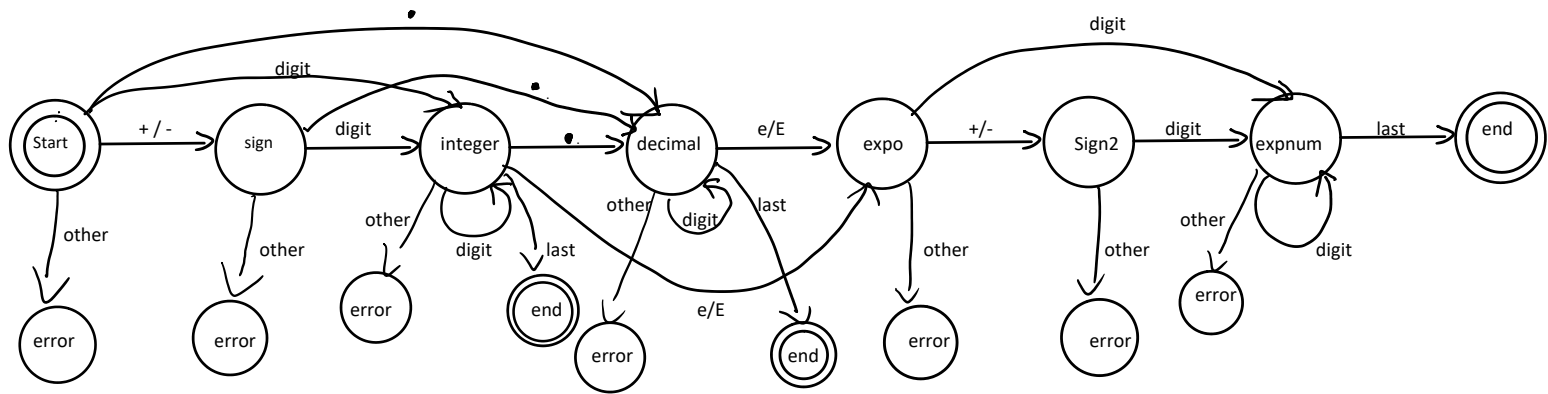 .
digit
digit
.
Start
+ / -
sign
digit
integer
.
decimal
e/E
expo
+/-
Sign2
digit
expnum
last
end
other
other
other
digit
last
other
digit
last
other
other
other
digit
error
error
error
end
e/E
error
end
error
error
error